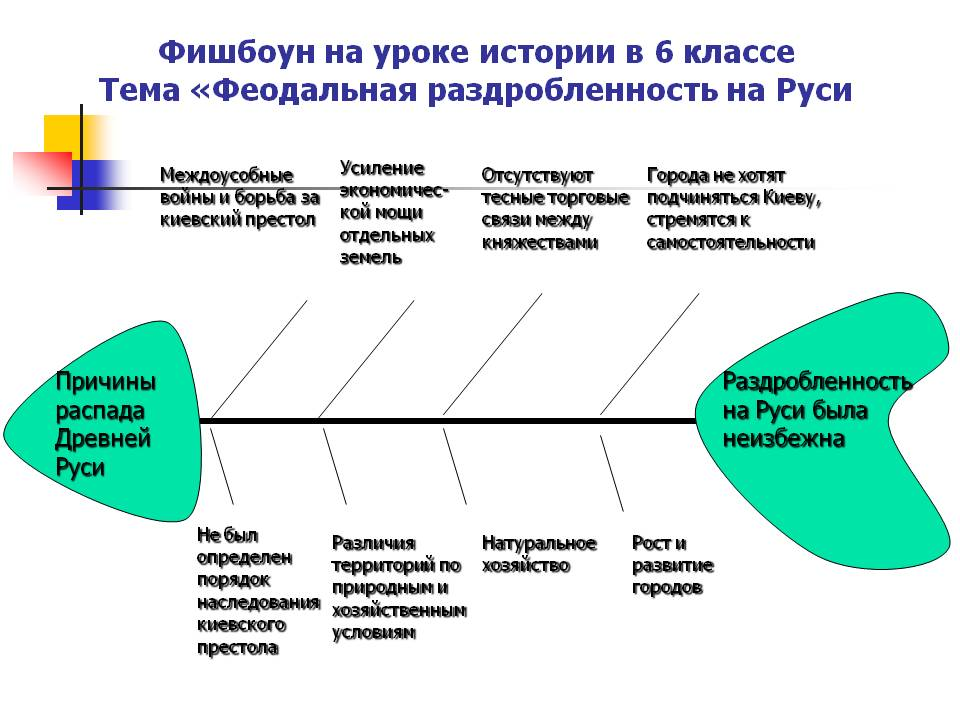 Фишбоун на уроке истории в 6 классе
Тема «Феодальная раздробленность на Руси
Междоусобные
войны и борьба за
киевский престол
Усиление
экономичес-
кой мощи
отдельных
земель
Отсутствуют
тесные торговые
связи между
княжествами
Города не хотят
подчиняться Киеву,
стремятся к
самостоятельности
Причины
распада
Древней
Руси
Раздробленность
на Руси была
неизбежна
Не был
определен
порядок
наследования
киевского
престола
Различия
территорий по
природным и
хозяйственным
условиям
Натуральное
хозяйство
Рост и
развитие
городов